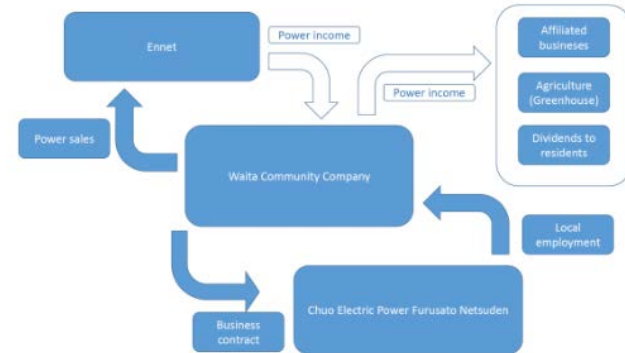 Ennet
Power income
Affiliated
busineses
Power income
Agriculture
(Greenhouse)
Power sales
Dividends to
residents
Waita Community Company
Local
employment
Chuo Electric Power Furusato Netsuden
Business
contract